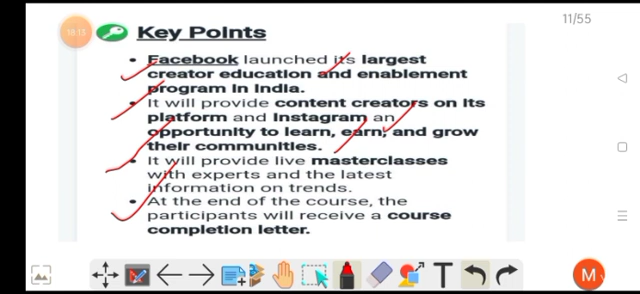 11/55
19:13
Key Points
• Facebook launched its largest
creator education and enablement
program in India.
• It will provide content creators on its
platform and Instagram an
opportunity to learn, earn, and grow
their communities.
• It will provide live masterclasses
with experts and the latest
information on trends.
• At the end of the course, the
participants will receive a course
completion letter.
T
M